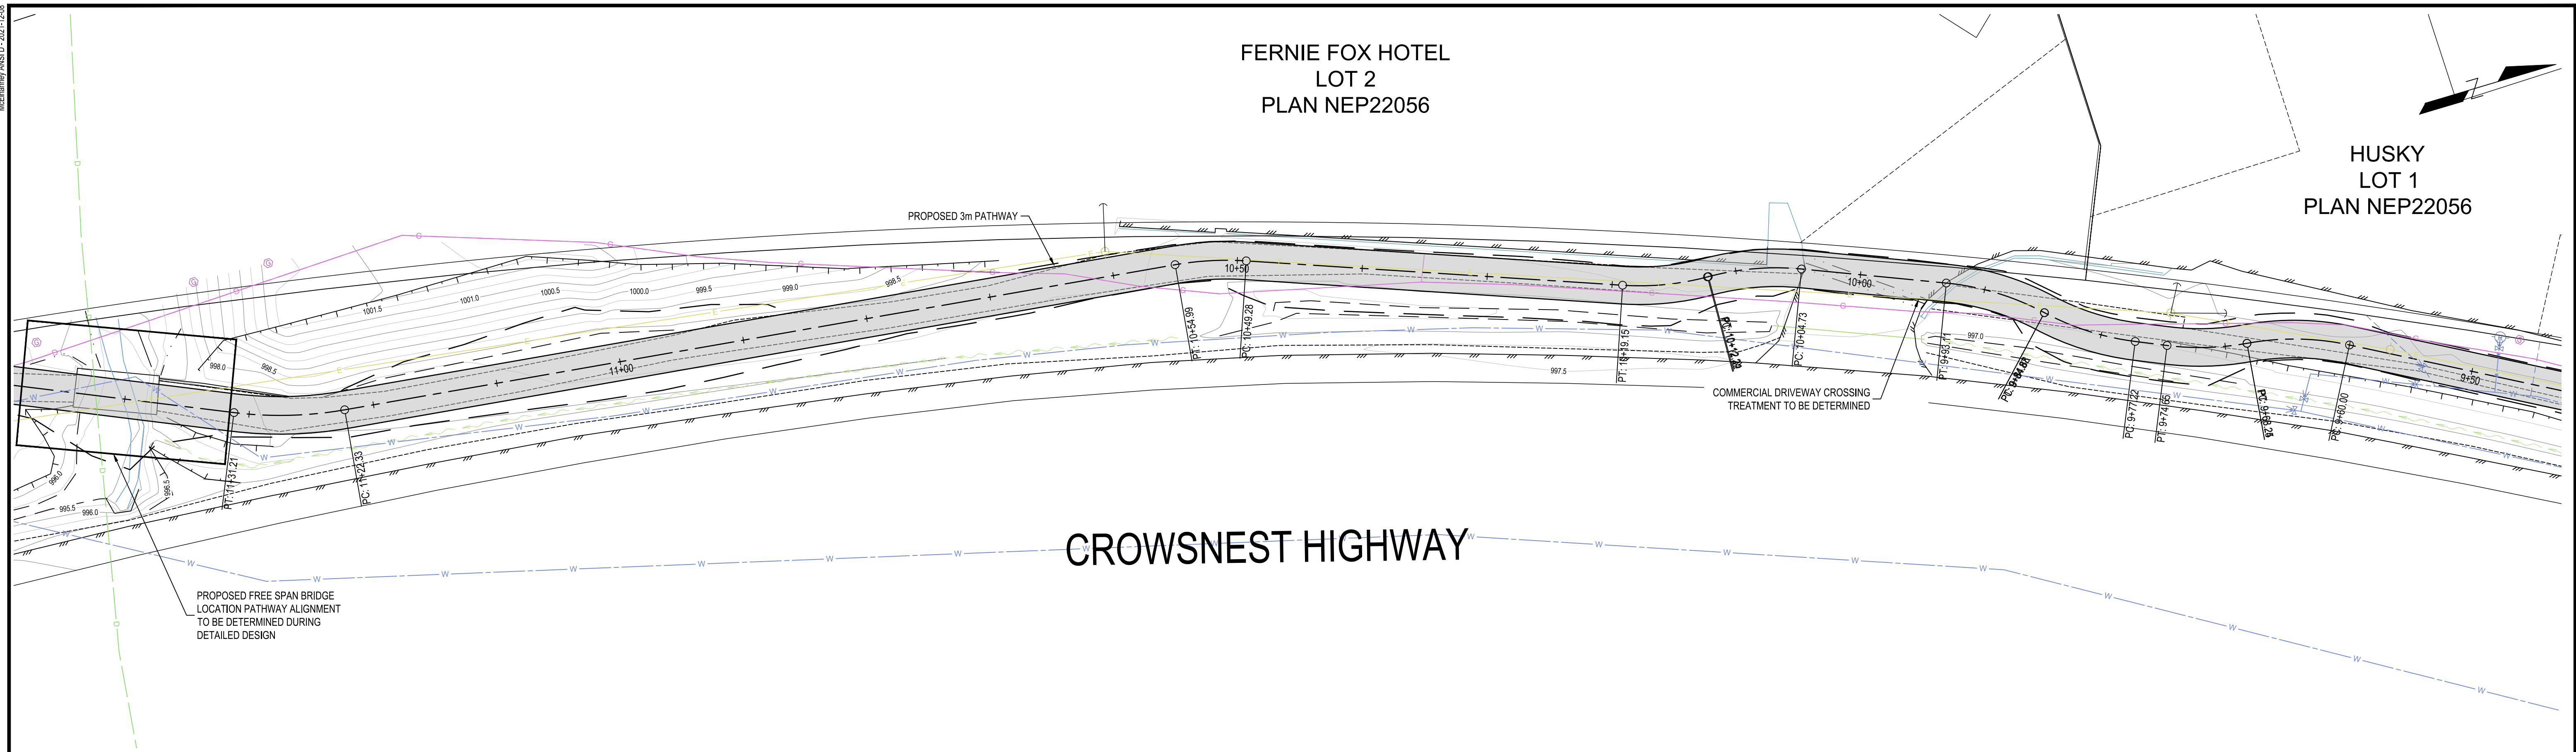 FERNIE FOX HOTEL
LOT 2
PLAN NEP22056
HUSKY
LOT 1
PLAN NEP22056
PROPOSED 3m PATHWAY
1001.5
1001.0
1000.5
1000.0
999.5
999.0
998.5
998.0
998.5
11+00
10+50
10+00
9+50
PT: 11+31.21
PC: 11+22.33
PT: 10+54.99
PC: 10+49.28
PT: 10+19.15
PC: 10+04.73
PT: 9+93.11
PC: 9+77.22
PT: 9+74.65
PC: 9+60.00
997.0
997.5
996.0
996.5
995.5
996.0
COMMERCIAL DRIVEWAY CROSSING
TREATMENT TO BE DETERMINED
CROWSNEST HIGHWAY
PROPOSED FREE SPAN BRIDGE
LOCATION PATHWAY ALIGNMENT
TO BE DETERMINED DURING
DETAILED DESIGN